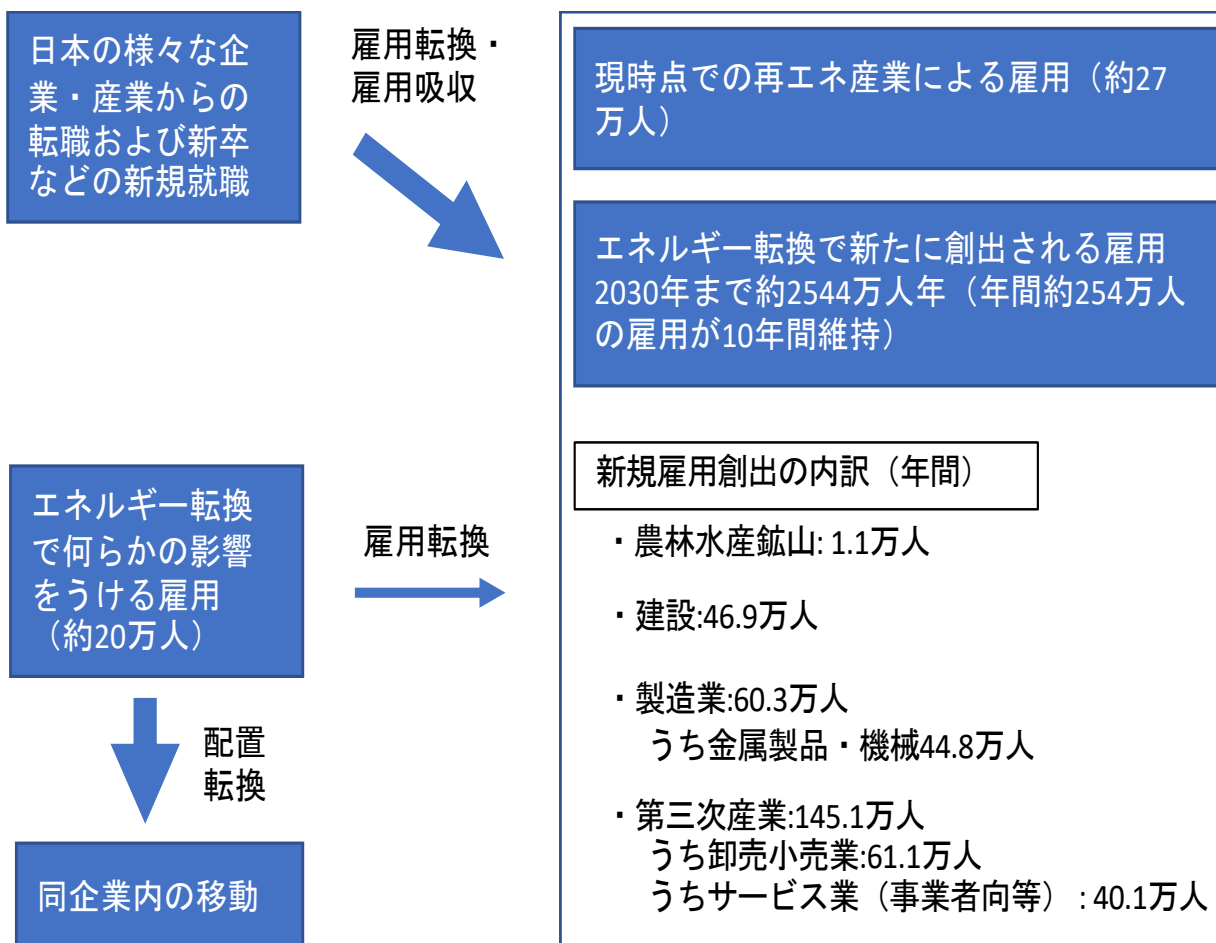 日本の様々な企
業・産業からの
転職および新卒
などの新規就職
雇用転換・
雇用吸収
現時点での再エネ産業による雇用（約27
万人）
エネルギー転換で新たに創出される雇用
2030年まで約2544万人年（年間約254万人
の雇用が10年間維持）
エネルギー転換
で何らかの影響
をうける雇用
（約20万人）
雇用転換
配置
転換
同企業内の移動
新規雇用創出の内訳（年間）
・農林水産鉱山: 1.1万人
・建設:46.9万人
・製造業:60.3万人
うち金属製品・機械44.8万人
・第三次産業:145.1万人
うち卸売小売業:61.1万人
うちサービス業（事業者向等）: 40.1万人